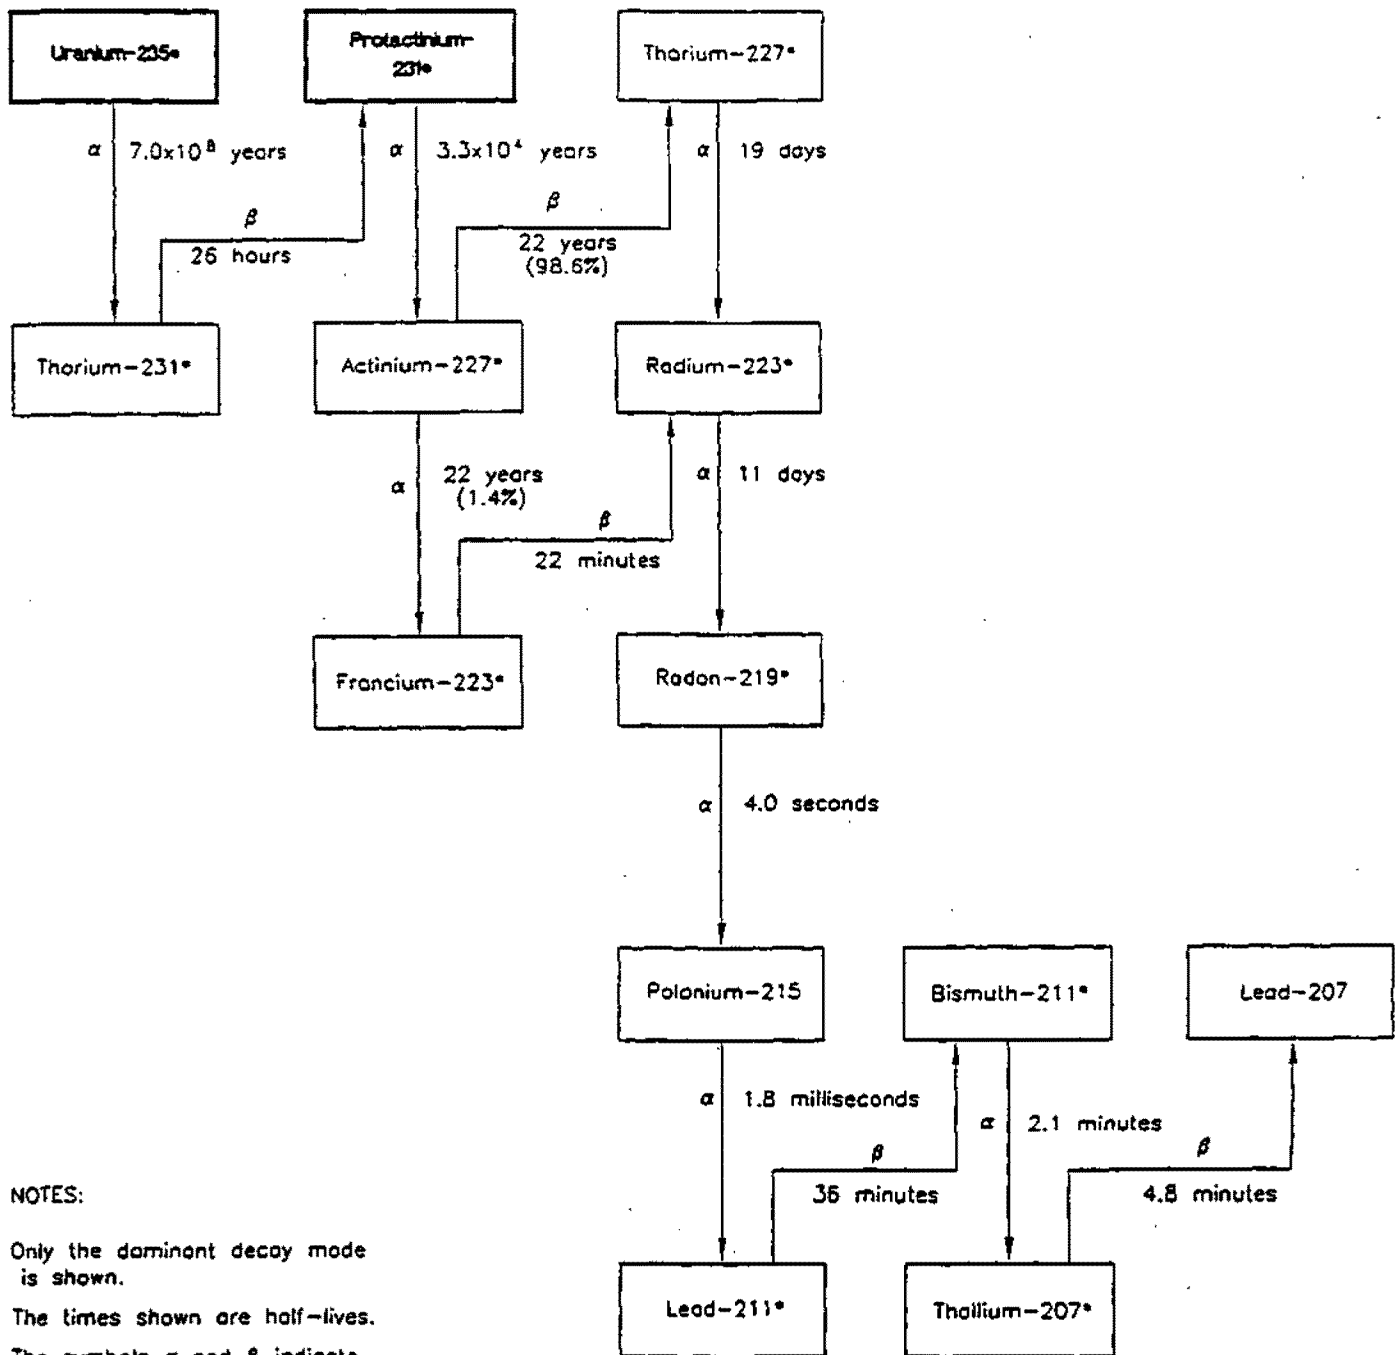 Uranium-235*
Protactinium-
231*
Thorium-227*
α 7.0x10⁸ years
α 3.3x10⁴ years
α 19 days
β
26 hours
β
22 years
(98.6%)
Thorium-231*
Actinium-227*
Radium-223*
α 22 years
(1.4%)
α 11 days
β
22 minutes
Francium-223*
Radon-219*
α 4.0 seconds
Polonium-215
Bismuth-211*
Lead-207
α 1.8 milliseconds
α 2.1 minutes
β
36 minutes
β
4.8 minutes
Lead-211*
Thallium-207*
NOTES:
Only the dominant decay mode
is shown.
The times shown are half-lives.
The symbols α and β indicate